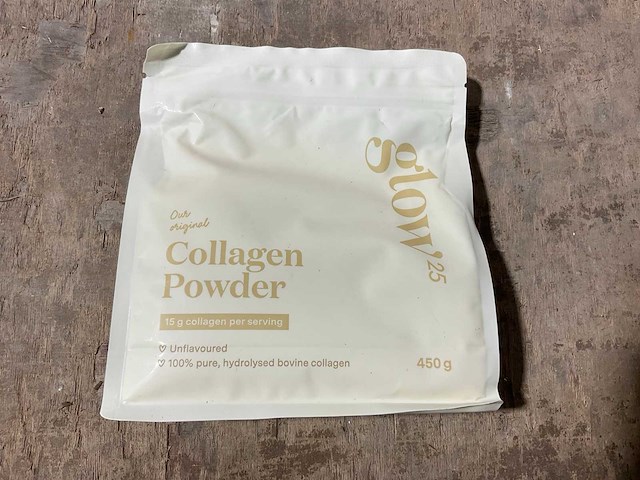 glow25
Our
original
Collagen
Powder
15 g collagen per serving
Unflavoured
100% pure, hydrolysed bovine collagen
450 g